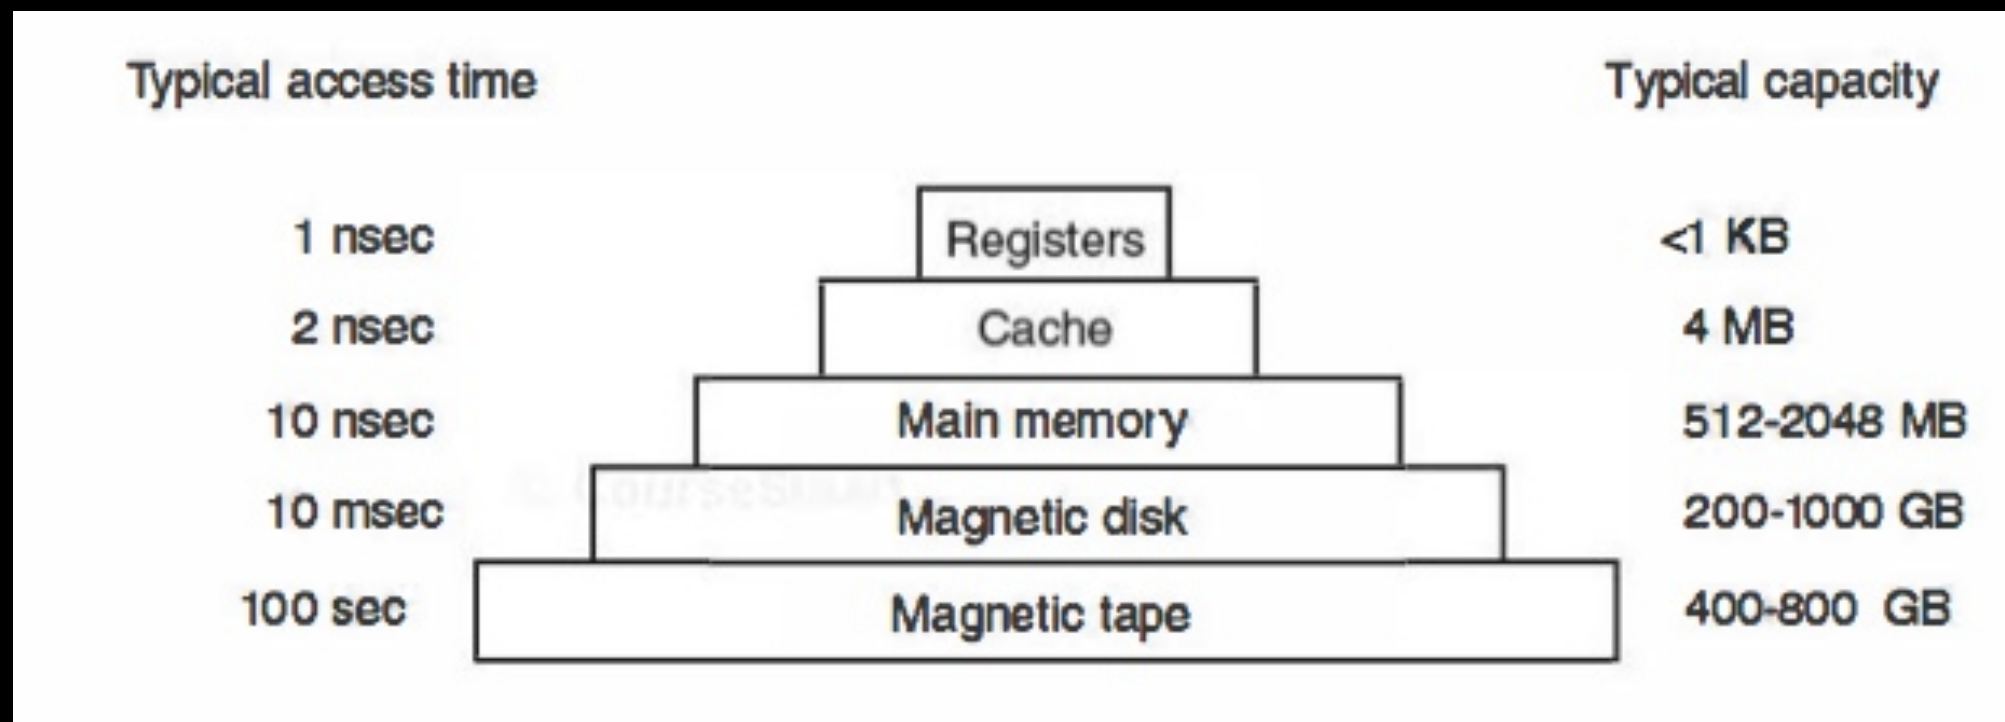 Typical access time Typical capacity
1 nsec Registers <1 KB
2 nsec Cache 4 MB
10 nsec Main memory 512-2048 MB
10 msec Magnetic disk 200-1000 GB
100 sec Magnetic tape 400-800 GB